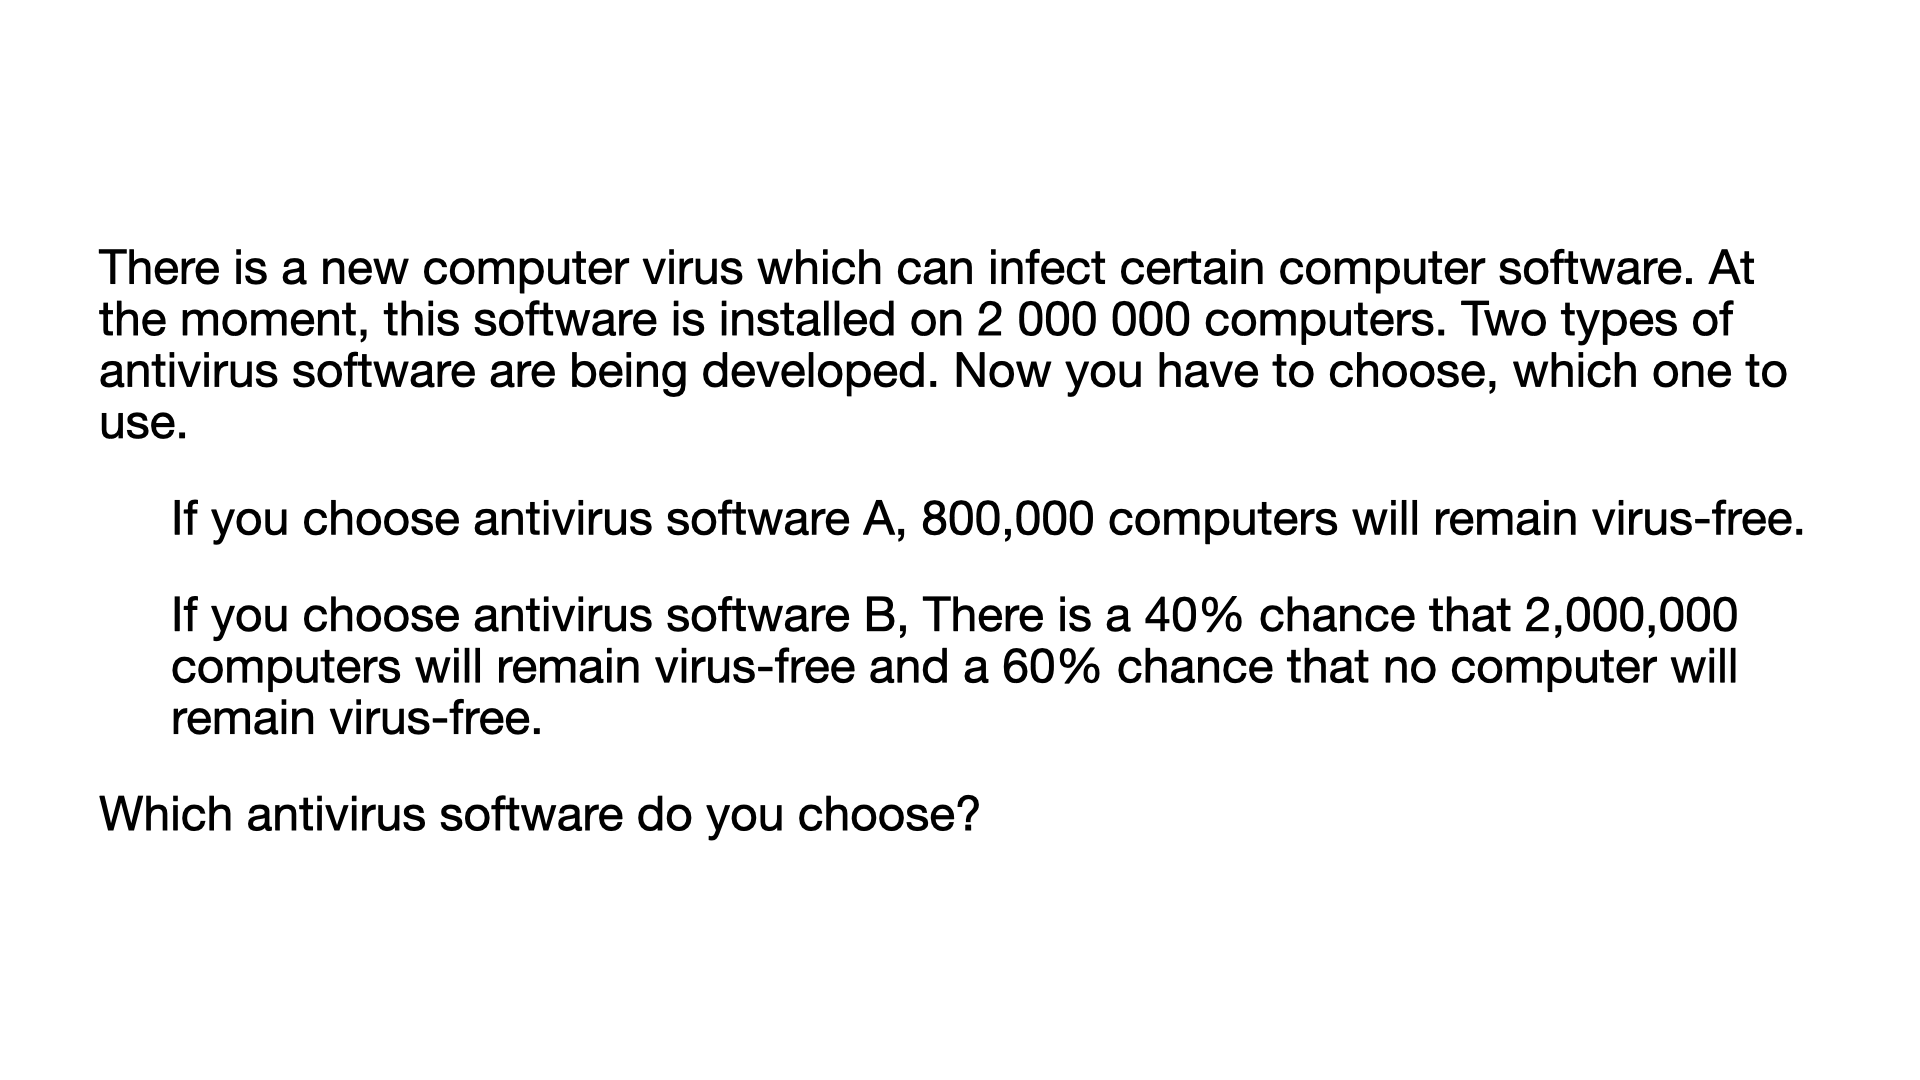 There is a new computer virus which can infect certain computer software. At
the moment, this software is installed on 2 000 000 computers. Two types of
antivirus software are being developed. Now you have to choose, which one to
use.
If you choose antivirus software A, 800,000 computers will remain virus-free.
If you choose antivirus software B, There is a 40% chance that 2,000,000
computers will remain virus-free and a 60% chance that no computer will
remain virus-free.
Which antivirus software do you choose?